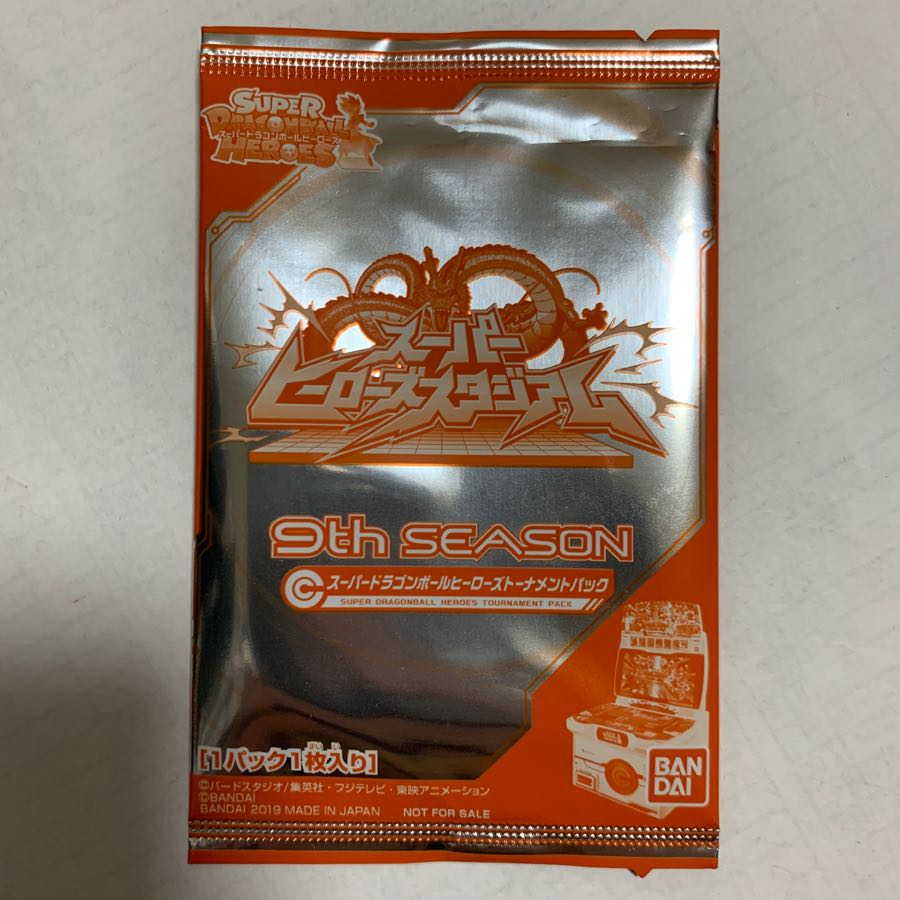 SUPER
DRAGONBALL
スーパードラゴンボールヒーローズ
HEROES
スーパー
ヒーローズスタジアム
9th SEASON
C スーパードラゴンボールヒーローズトーナメントパック
SUPER DRAGONBALL HEROES TOURNAMENT PACK
[1パック1枚入り]
まいい
©バードスタジオ/集英社・フジテレビ・東映アニメーション
©BANDAI
BANDAI 2019 MADE IN JAPAN NOT FOR SALE
BAN
DAI